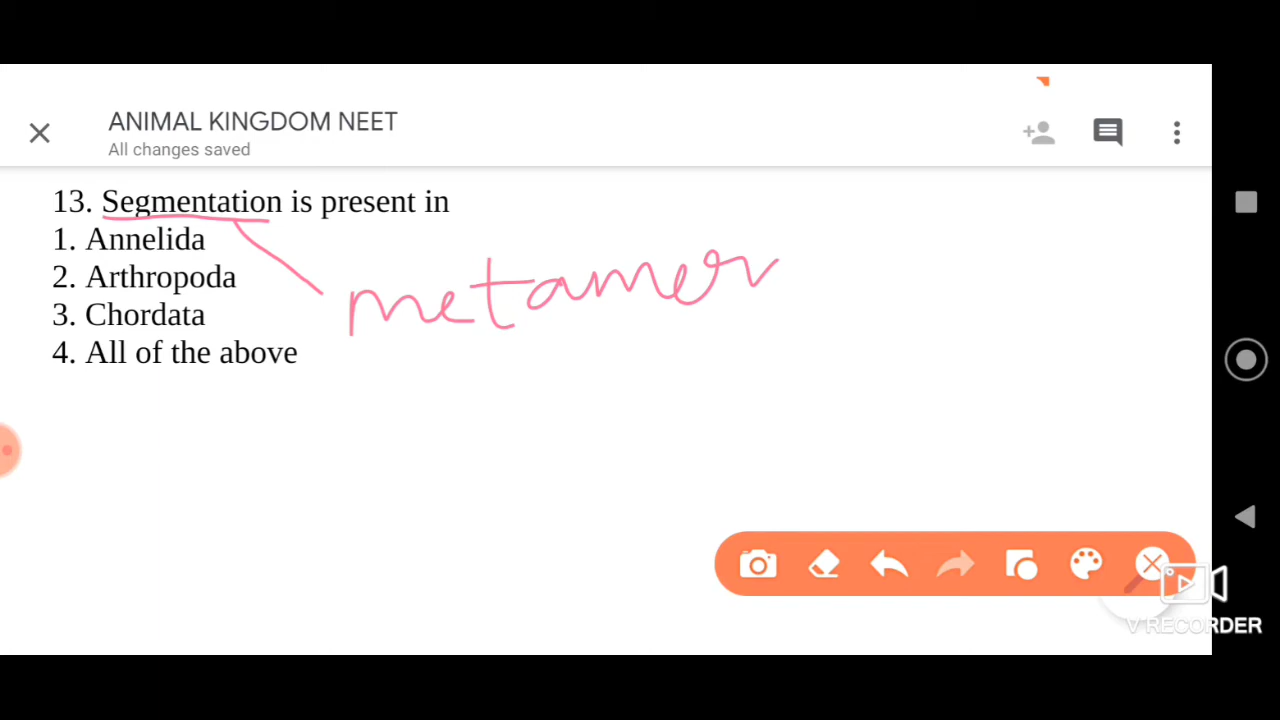 ANIMAL KINGDOM NEET
All changes saved
13. Segmentation is present in
1. Annelida
2. Arthropoda
3. Chordata
4. All of the above
metamer
V RECORDER